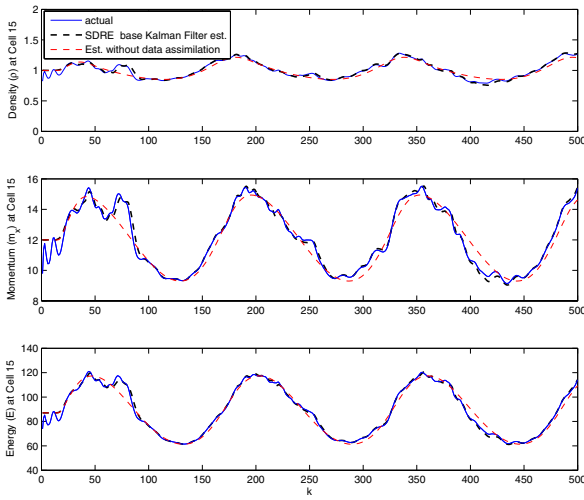 actual
SDRE base Kalman Filter est.
Est. without data assimilation
Density (ρ) at Cell 15
2
1.5
1
0.5
0
0 50 100 150 200 250 300 350 400 450 500
Momentum (mx) at Cell 15
16
14
12
10
8
0 50 100 150 200 250 300 350 400 450 500
Energy (E) at Cell 15
140
120
100
80
60
40
0 50 100 150 200 250 300 350 400 450 500
k